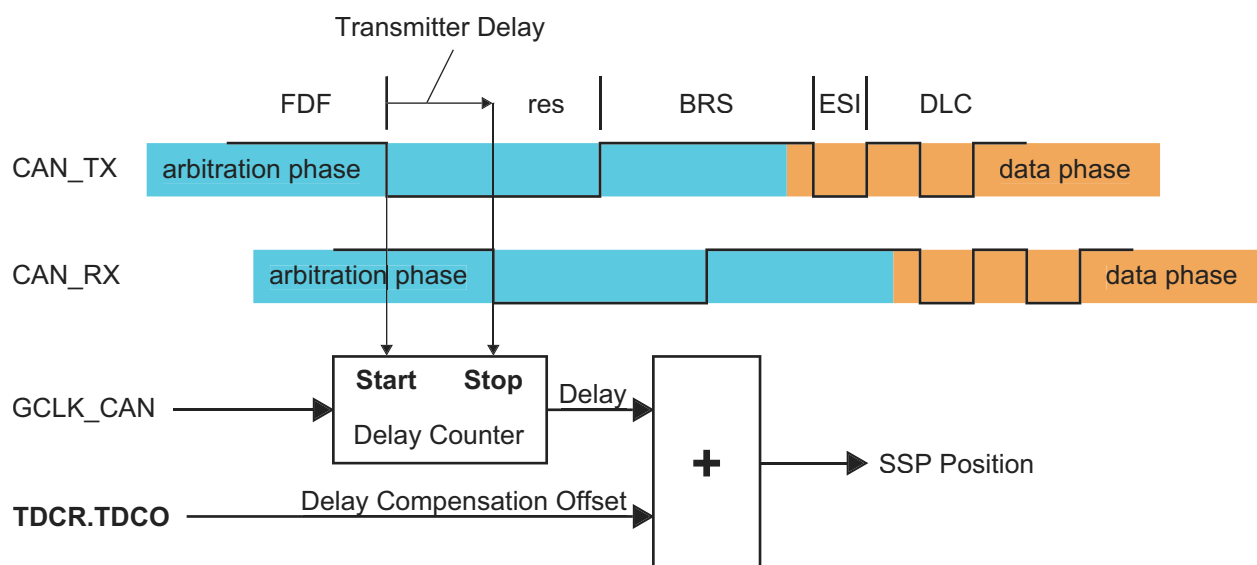 Transmitter Delay
FDF res BRS ESI DLC
CAN_TX arbitration phase data phase
CAN_RX arbitration phase data phase
Start Stop
GCLK_CAN Delay
Delay Counter
+
SSP Position
TDCR.TDCO Delay Compensation Offset